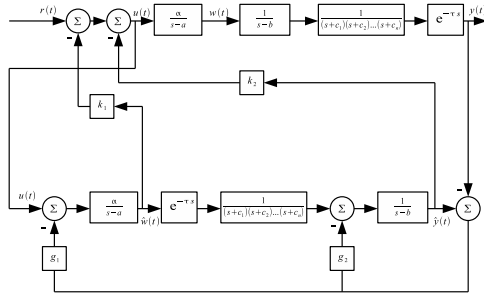 r(t) Σ Σ u(t) α/(s−a) w(t) 1/(s−b) 1/((s+c₁)(s+c₂)...(s+cₙ)) e^(−τs) y(t
k₂
k₁
u(t) Σ α/(s−a) ŵ(t) e^(−τs) 1/((s+c₁)(s+c₂)...(s+cₙ)) Σ 1/(s−b) ŷ(t) Σ
g₁ g₂